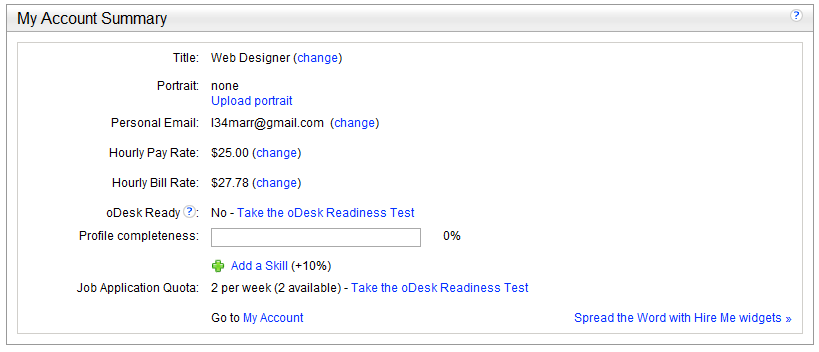 My Account Summary ?
Title: Web Designer (change)
Portrait: none
Upload portrait
Personal Email: l34marr@gmail.com (change)
Hourly Pay Rate: $25.00 (change)
Hourly Bill Rate: $27.78 (change)
oDesk Ready ?: No - Take the oDesk Readiness Test
Profile completeness: 0%
Add a Skill (+10%)
Job Application Quota: 2 per week (2 available) - Take the oDesk Readiness Test
Go to My Account Spread the Word with Hire Me widgets »